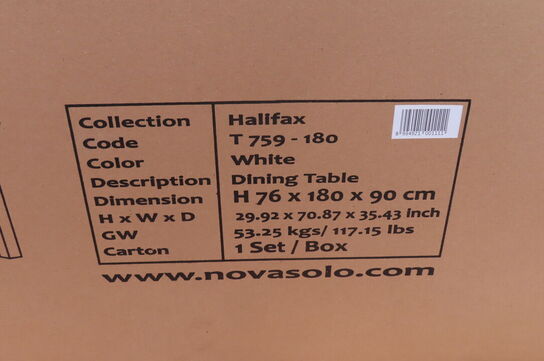 Collection Halifax
Code T 759 - 180
Color White
Description Dining Table
Dimension H 76 x 180 x 90 cm
H x W x D 29.92 x 70.87 x 35.43 Inch
GW 53.25 kgs/ 117.15 lbs
Carton 1 Set / Box
www.novasolo.com